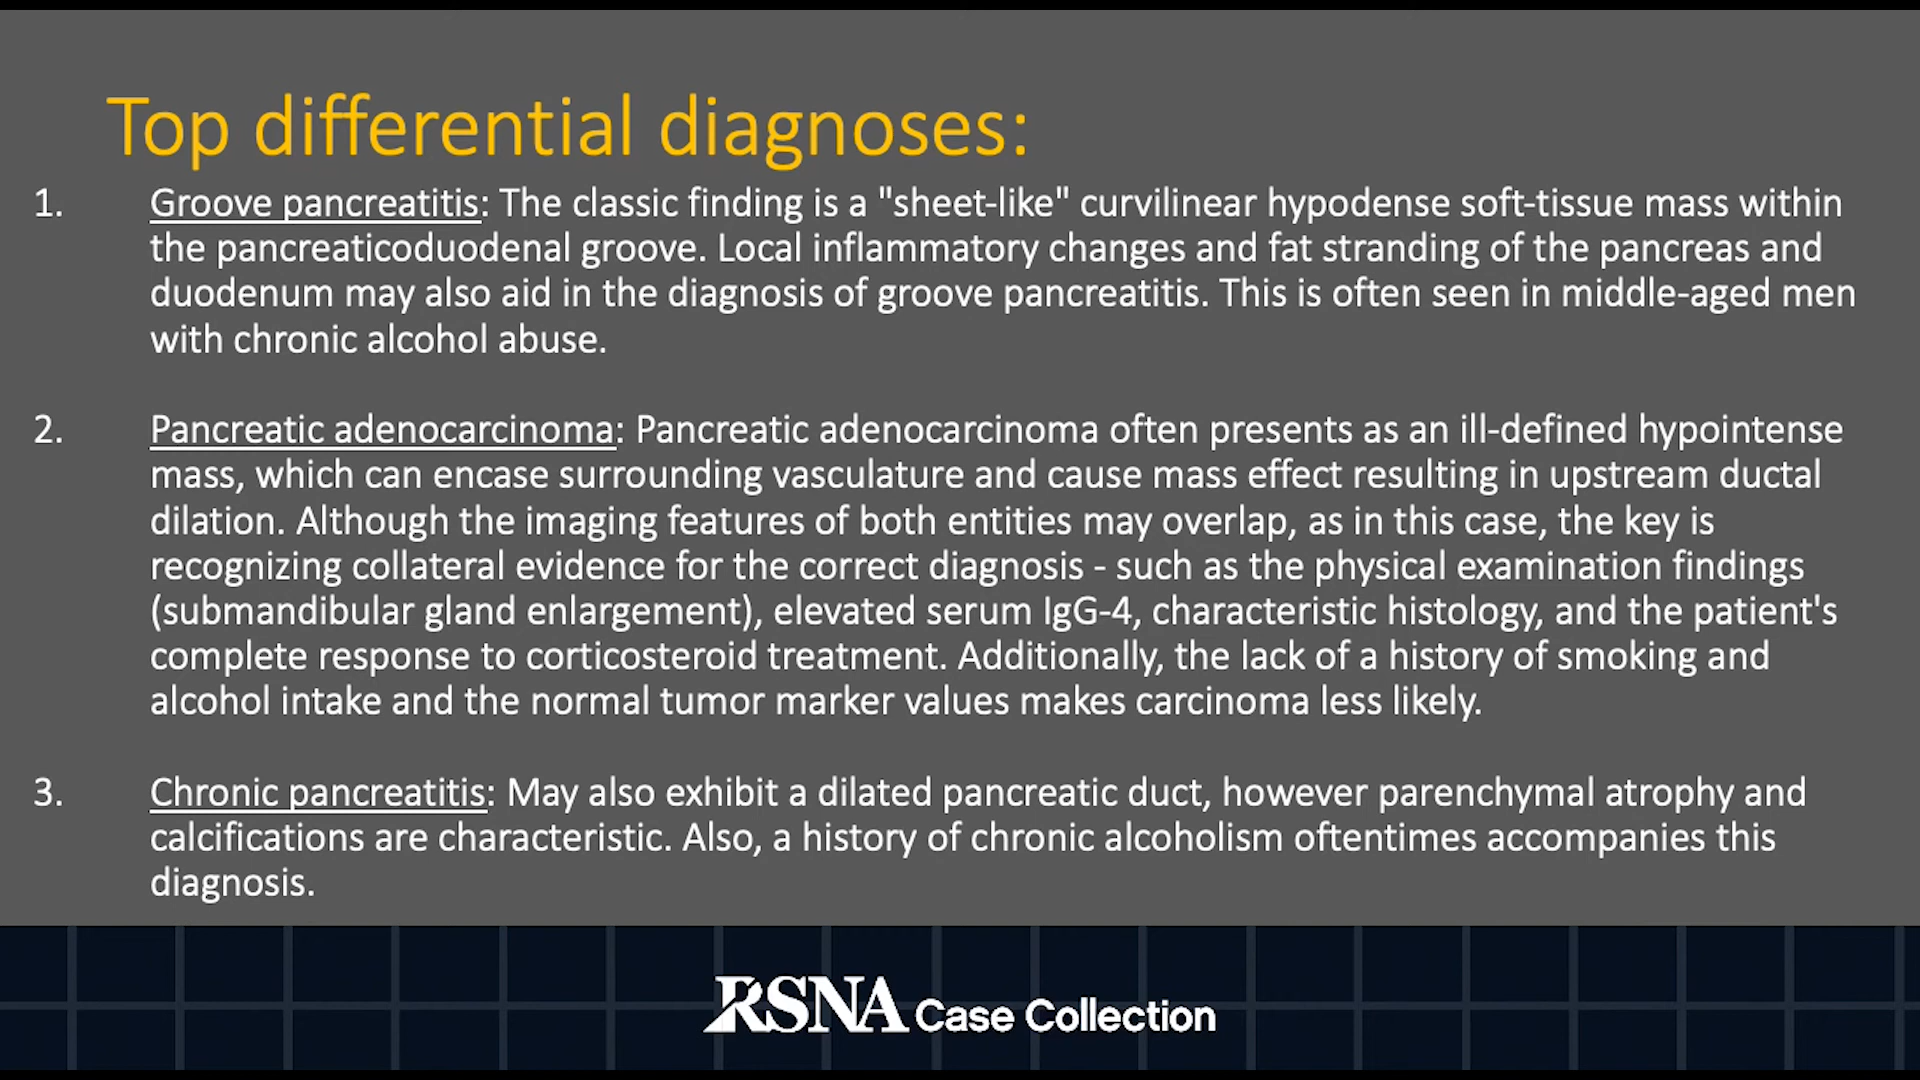 Top differential diagnoses:
1. Groove pancreatitis: The classic finding is a "sheet-like" curvilinear hypodense soft-tissue mass within
the pancreaticoduodenal groove. Local inflammatory changes and fat stranding of the pancreas and
duodenum may also aid in the diagnosis of groove pancreatitis. This is often seen in middle-aged men
with chronic alcohol abuse.
2. Pancreatic adenocarcinoma: Pancreatic adenocarcinoma often presents as an ill-defined hypointense
mass, which can encase surrounding vasculature and cause mass effect resulting in upstream ductal
dilation. Although the imaging features of both entities may overlap, as in this case, the key is
recognizing collateral evidence for the correct diagnosis - such as the physical examination findings
(submandibular gland enlargement), elevated serum IgG-4, characteristic histology, and the patient's
complete response to corticosteroid treatment. Additionally, the lack of a history of smoking and
alcohol intake and the normal tumor marker values makes carcinoma less likely.
3. Chronic pancreatitis: May also exhibit a dilated pancreatic duct, however parenchymal atrophy and
calcifications are characteristic. Also, a history of chronic alcoholism oftentimes accompanies this
diagnosis.
RSNA Case Collection